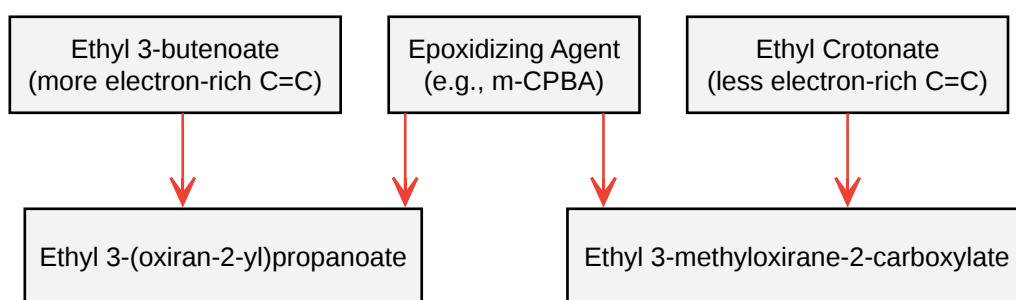 Ethyl 3-butenoate
(more electron-rich C=C)
Epoxidizing Agent
(e.g., m-CPBA)
Ethyl Crotonate
(less electron-rich C=C)
Ethyl 3-(oxiran-2-yl)propanoate
Ethyl 3-methyloxirane-2-carboxylate